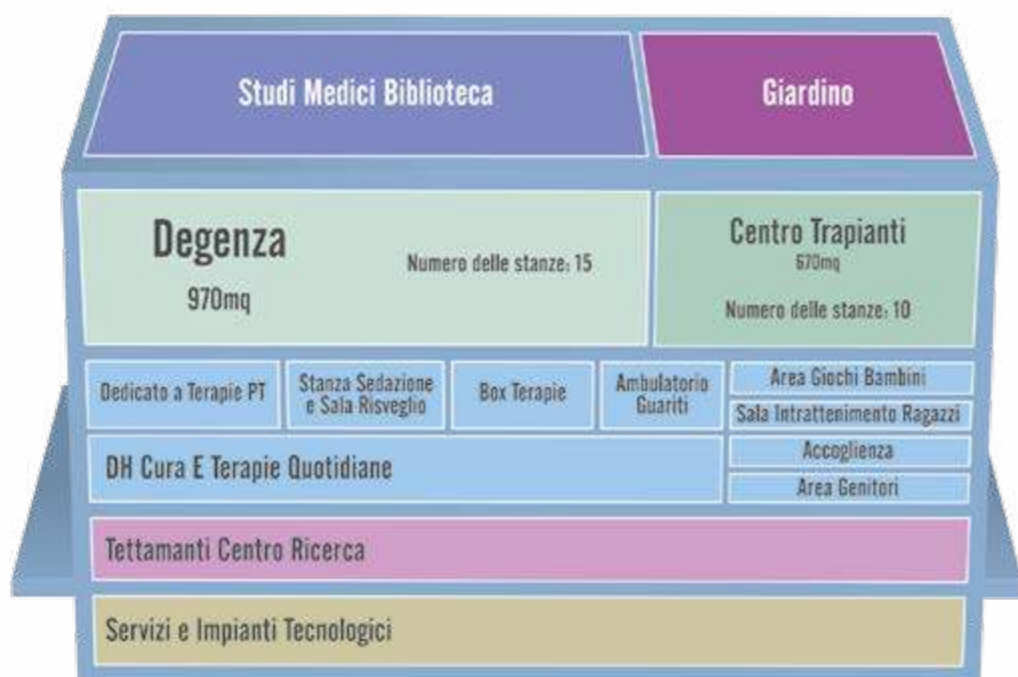 Studi Medici Biblioteca
Giardino
Degenza
970mq
Numero delle stanze: 15
Centro Trapianti
670mq
Numero delle stanze: 10
Dedicato a Terapie PT
Stanza Sedazione
e Sala Risveglio
Box Terapie
Ambulatorio
Guariti
Area Giochi Bambini
Sala Intrattenimento Ragazzi
DH Cura E Terapie Quotidiane
Accoglienza
Area Genitori
Tettamanti Centro Ricerca
Servizi e Impianti Tecnologici